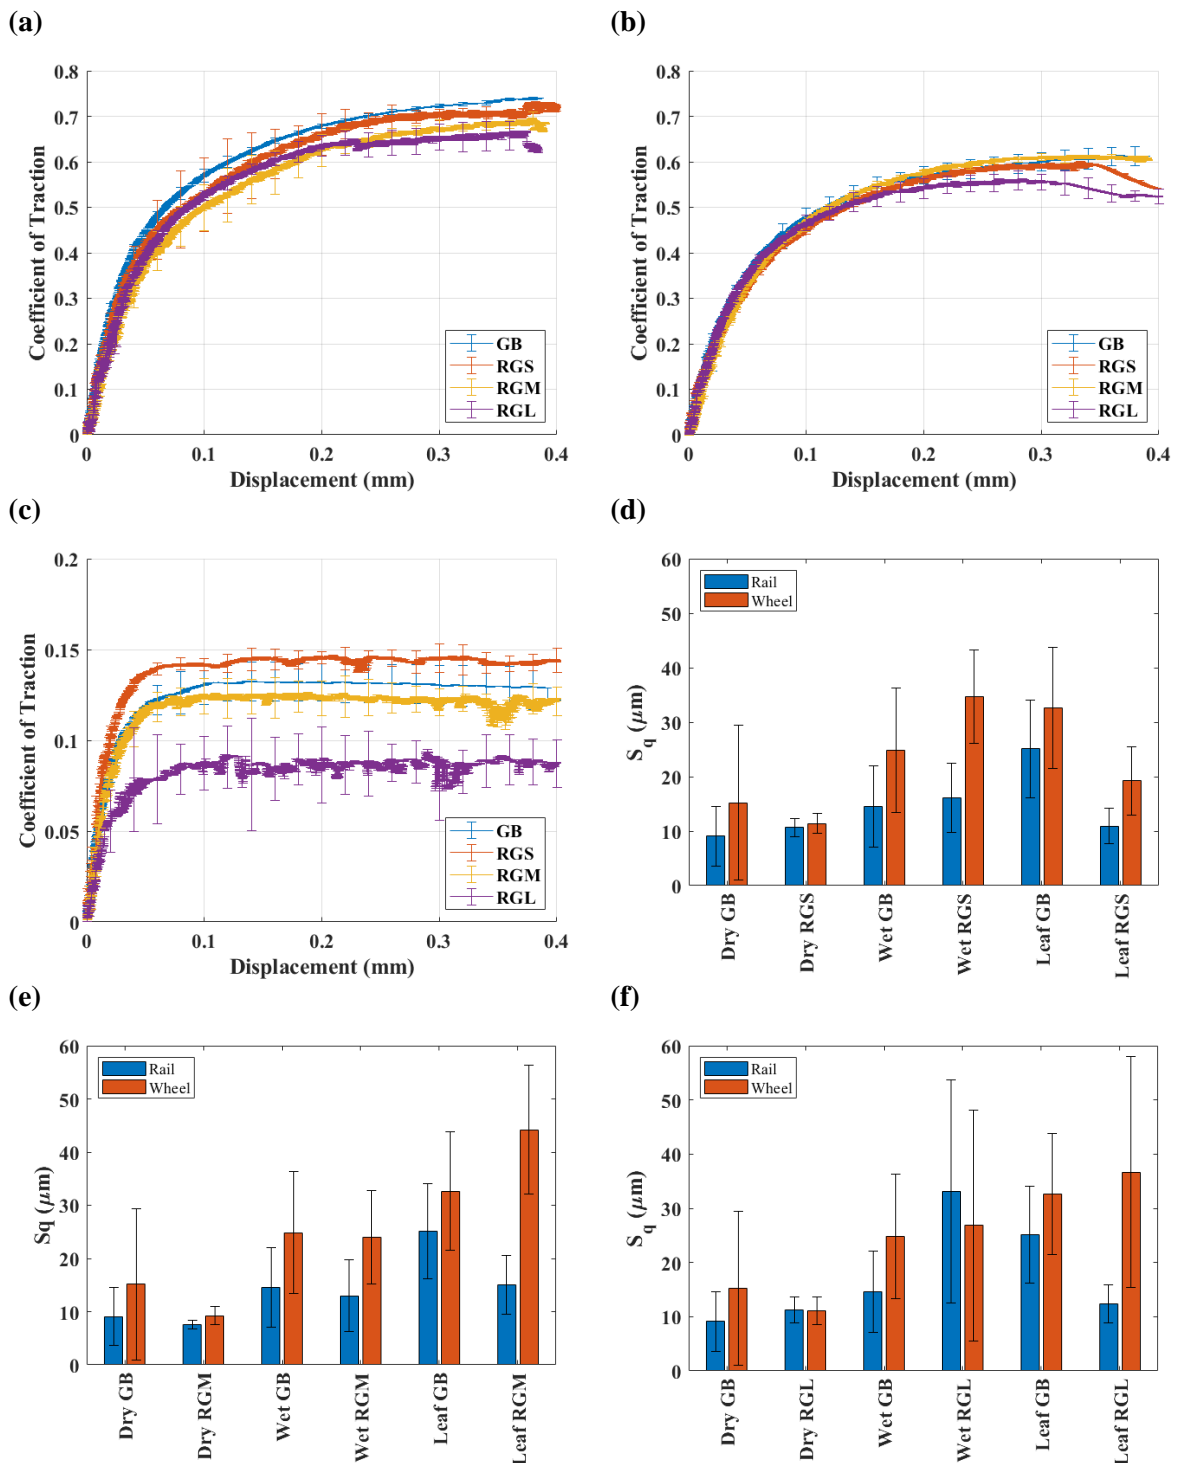 (a)
(b)
0.8
0.7
0.6
0.5
0.4
0.3
0.2
0.1
0
Coefficient of Traction
GB
RGS
RGM
RGL
0 0.1 0.2 0.3 0.4
Displacement (mm)
0.8
0.7
0.6
0.5
0.4
0.3
0.2
0.1
0
Coefficient of Traction
GB
RGS
RGM
RGL
0 0.1 0.2 0.3 0.4
Displacement (mm)
(c)
(d)
0.2
0.15
0.1
0.05
0
Coefficient of Traction
GB
RGS
RGM
RGL
0 0.1 0.2 0.3 0.4
Displacement (mm)
60
50
40
30
20
10
0
S_q (μm)
Rail
Wheel
Dry GB
Dry RGS
Wet GB
Wet RGS
Leaf GB
Leaf RGS
(e)
(f)
60
50
40
30
20
10
0
Sq (μm)
Rail
Wheel
Dry GB
Dry RGM
Wet GB
Wet RGM
Leaf GB
Leaf RGM
60
50
40
30
20
10
0
S_q (μm)
Rail
Wheel
Dry GB
Dry RGL
Wet GB
Wet RGL
Leaf GB
Leaf RGL